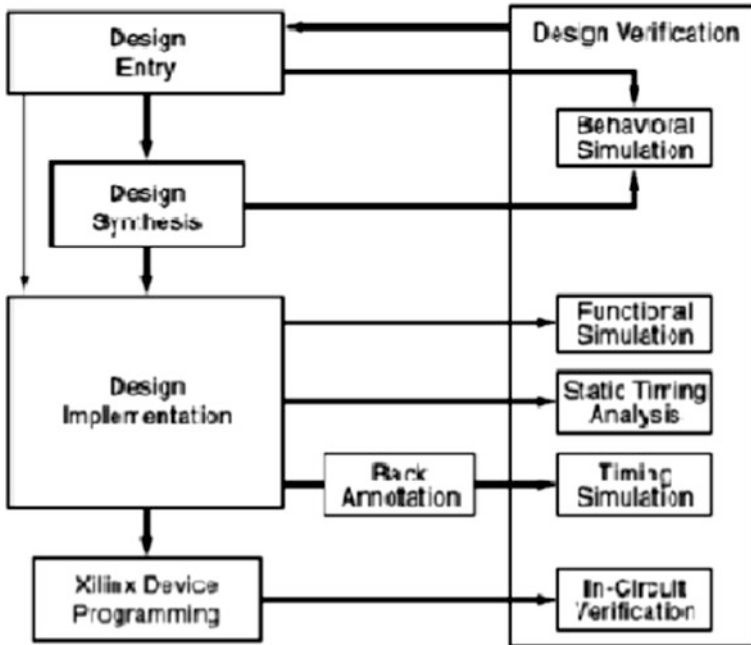 Design
Entry
Design Verification
Behavioral
Simulation
Design
Synthesis
Design
Implementation
Functional
Simulation
Static Timing
Analysis
Back
Annotation
Timing
Simulation
Xilinx Device
Programming
In-Circuit
Verification